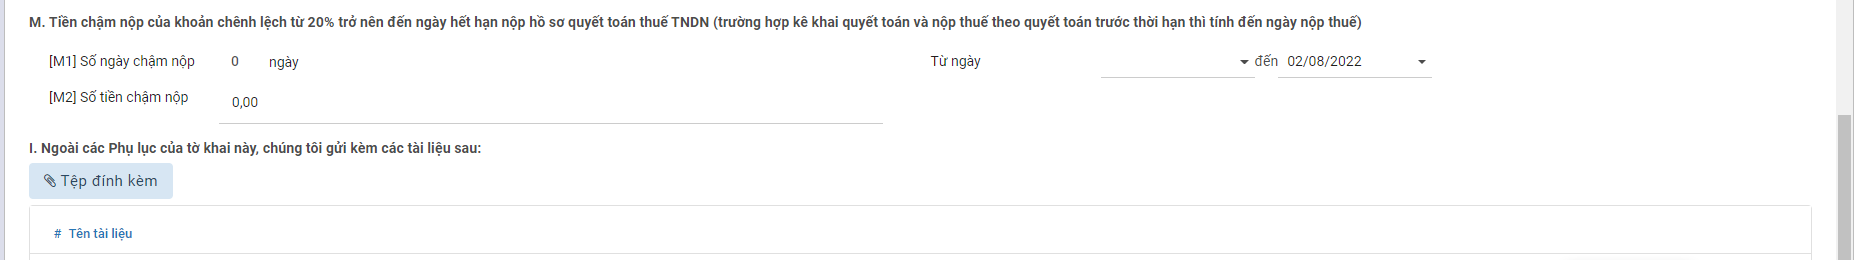 M. Tiền chậm nộp của khoản chênh lệch từ 20% trở nên đến ngày hết hạn nộp hồ sơ quyết toán thuế TNDN (trường hợp kê khai quyết toán và nộp thuế theo quyết toán trước thời hạn thì tính đến ngày nộp thuế)
[M1] Số ngày chậm nộp 0 ngày Từ ngày đến 02/08/2022
[M2] Số tiền chậm nộp 0,00
I. Ngoài các Phụ lục của tờ khai này, chúng tôi gửi kèm các tài liệu sau:
Tệp đính kèm
# Tên tài liệu